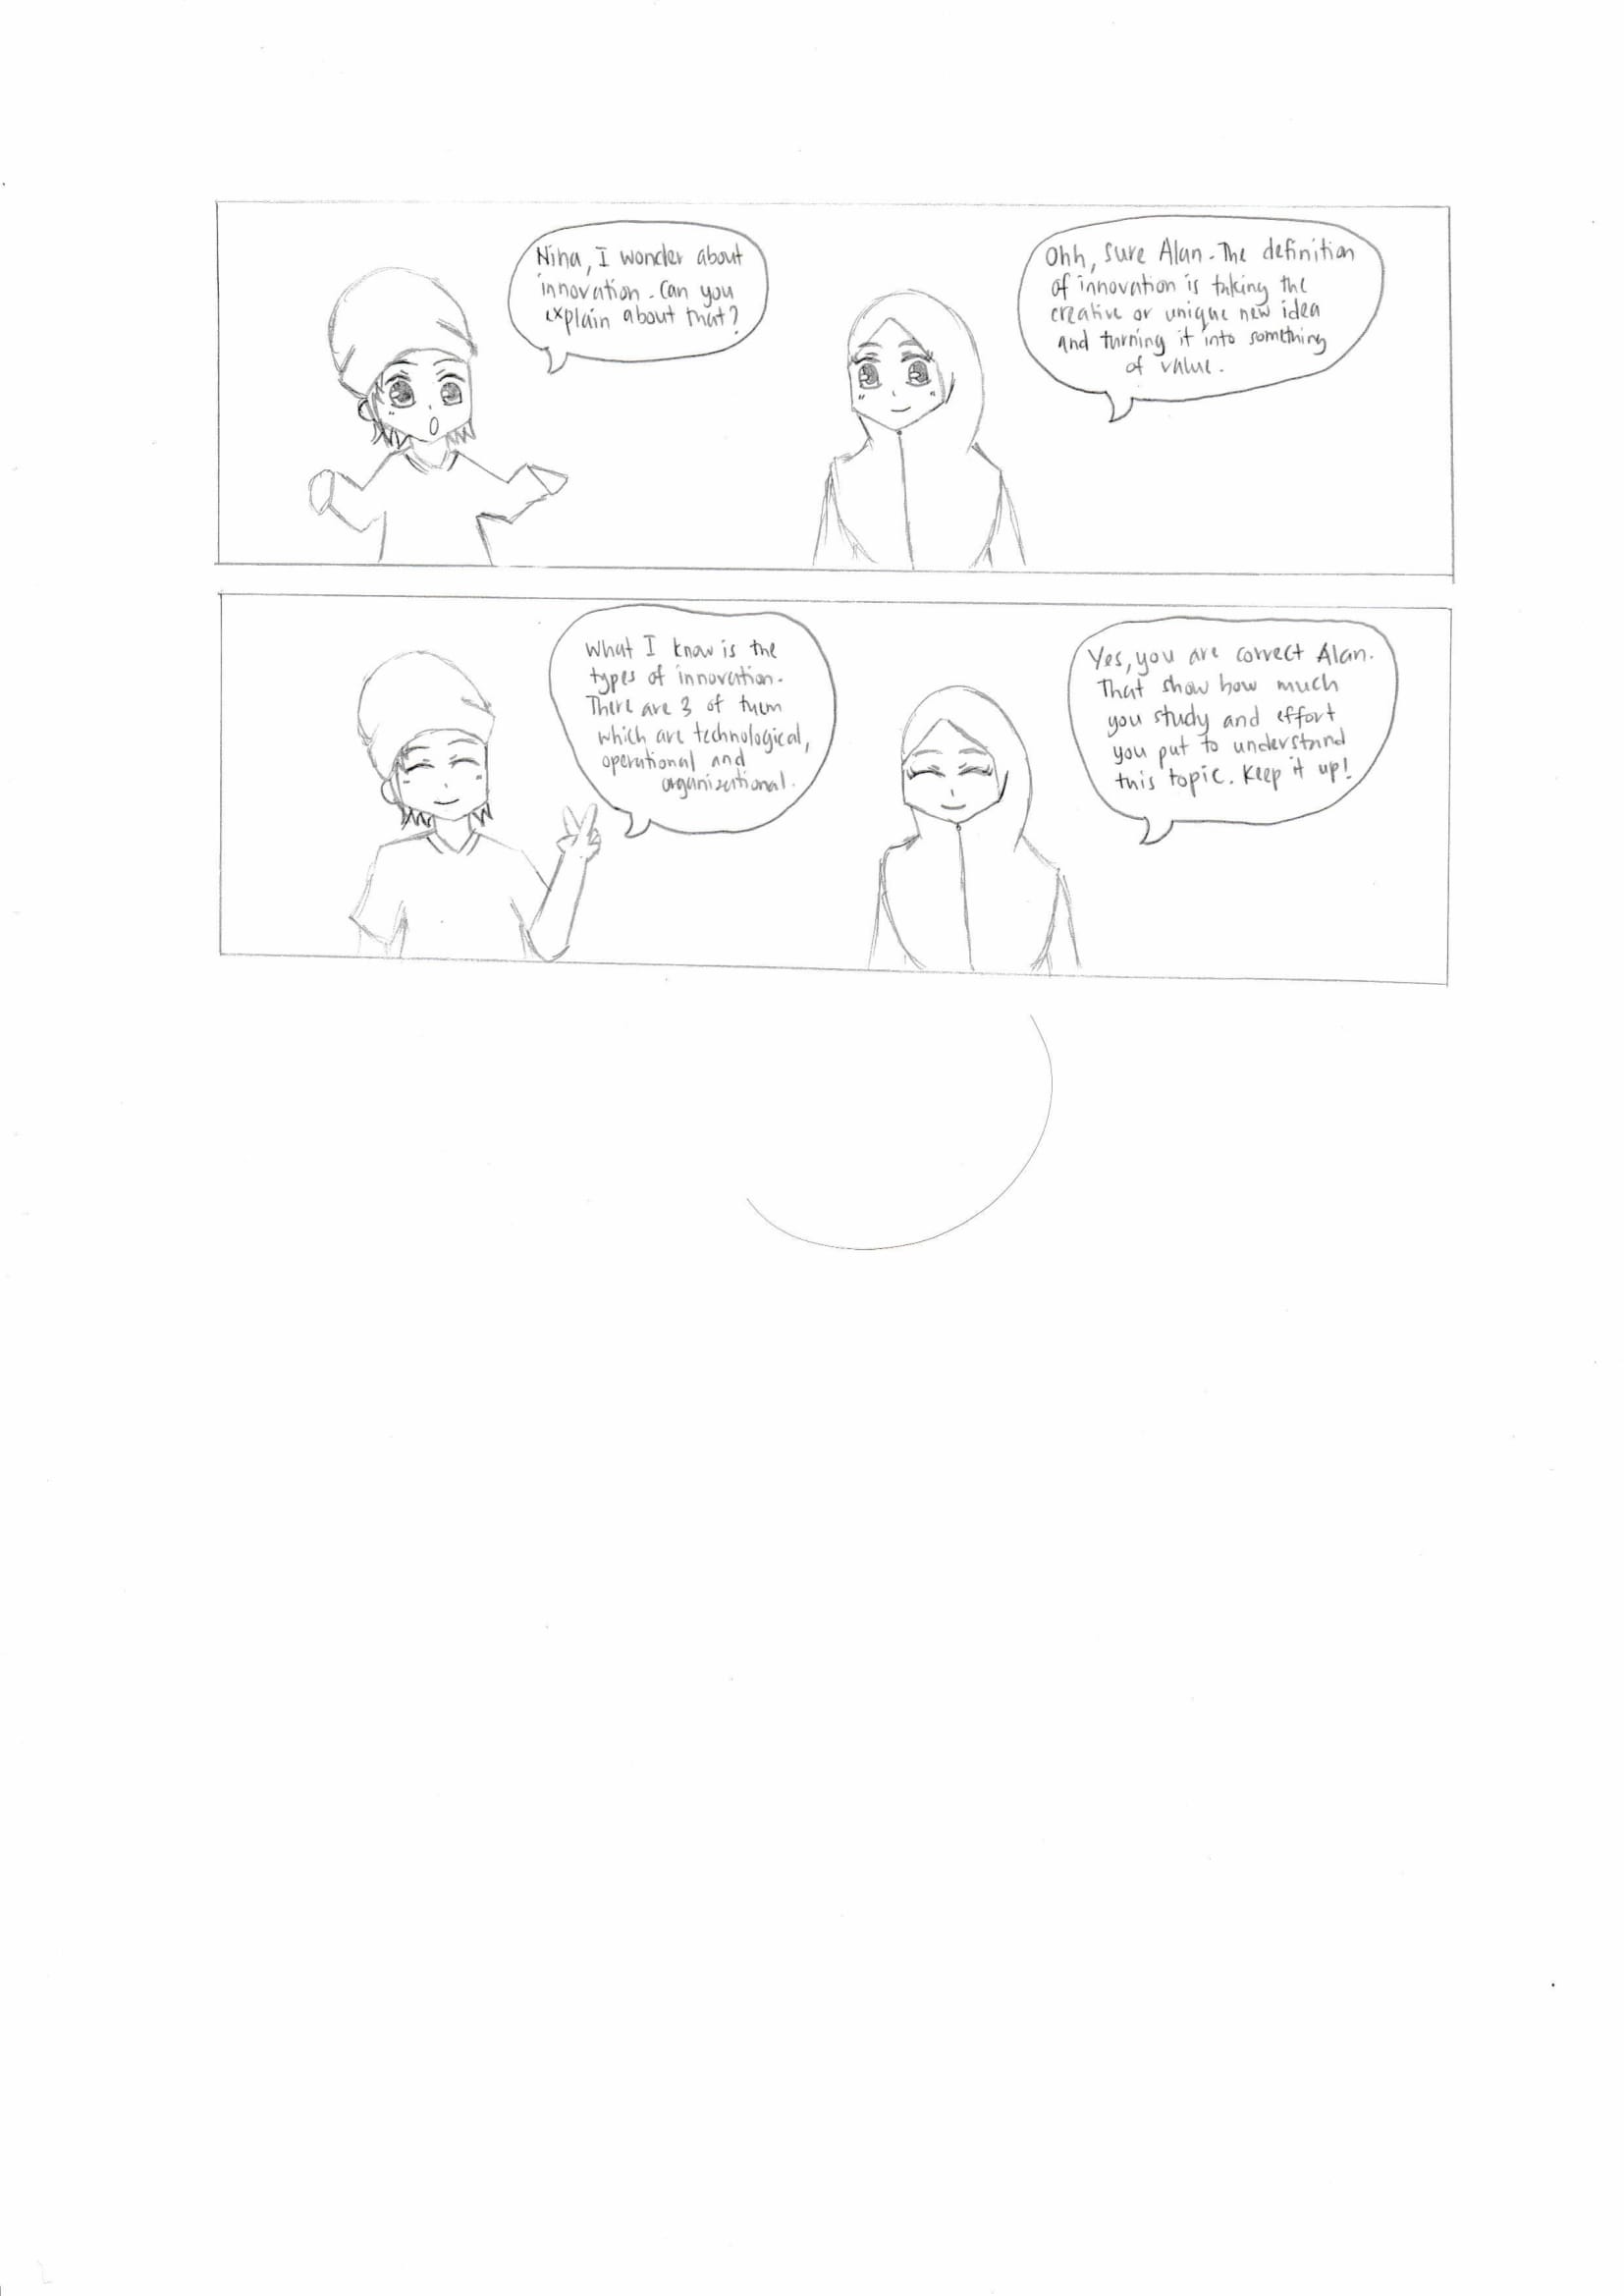 Nina, I wonder about
innovation. Can you
explain about that?
Ohh, sure Alan. The definition
of innovation is taking the
creative or unique new idea
and turning it into something
of value.
What I know is the
types of innovation.
There are 3 of them
which are technological,
operational and
organizational.
Yes, you are correct Alan.
That show how much
you study and effort
you put to understand
this topic. Keep it up!